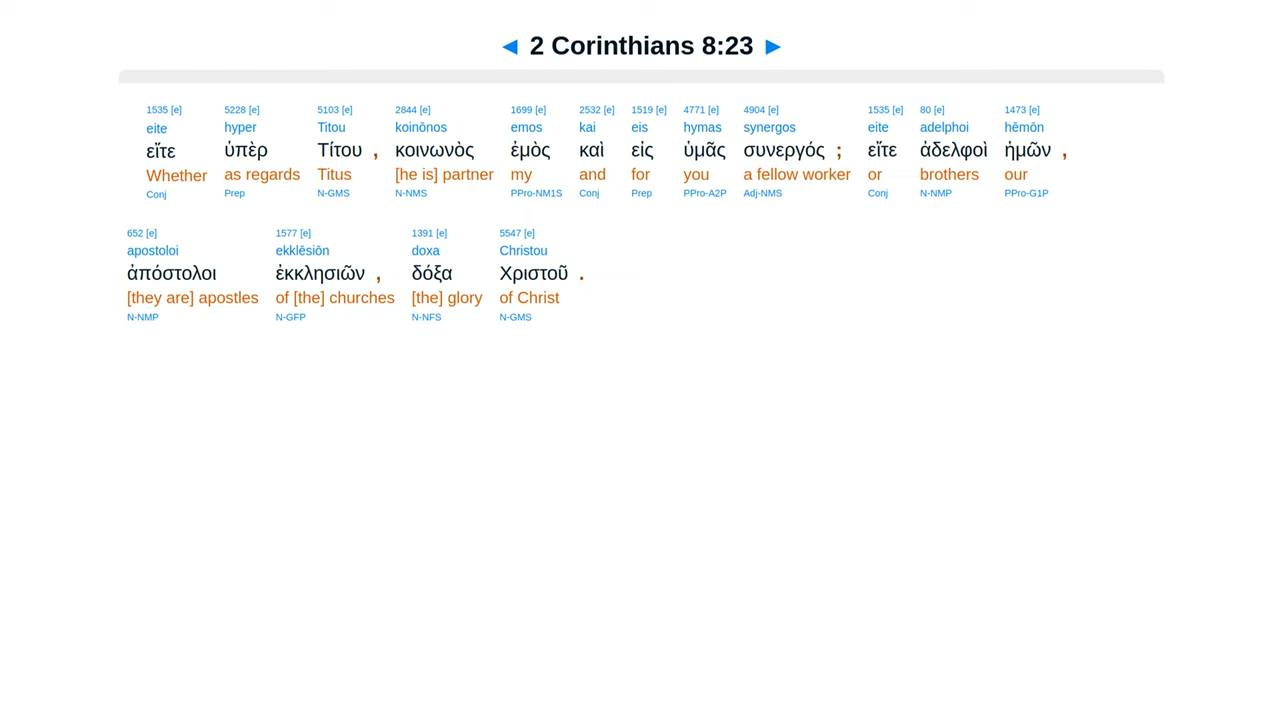 ◄ 2 Corinthians 8:23 ►
1535 [e] 5228 [e] 5103 [e] 2844 [e] 1699 [e] 2532 [e] 1519 [e] 4771 [e] 4904 [e] 1535 [e] 80 [e] 1473 [e]
eite hyper Titou koinōnos emos kai eis hymas synergos eite adelphoi hēmōn
εἴτε ὑπὲρ Τίτου , κοινωνὸς ἐμὸς καὶ εἰς ὑμᾶς συνεργός ; εἴτε ἀδελφοὶ ἡμῶν ,
Whether as regards Titus [he is] partner my and for you a fellow worker or brothers our
Conj Prep N-GMS N-NMS PPro-NM1S Conj Prep PPro-A2P Adj-NMS Conj N-NMP PPro-G1P
652 [e] 1577 [e] 1391 [e] 5547 [e]
apostoloi ekklēsiōn doxa Christou
ἀπόστολοι ἐκκλησιῶν , δόξα Χριστοῦ .
[they are] apostles of [the] churches [the] glory of Christ
N-NMP N-GFP N-NFS N-GMS